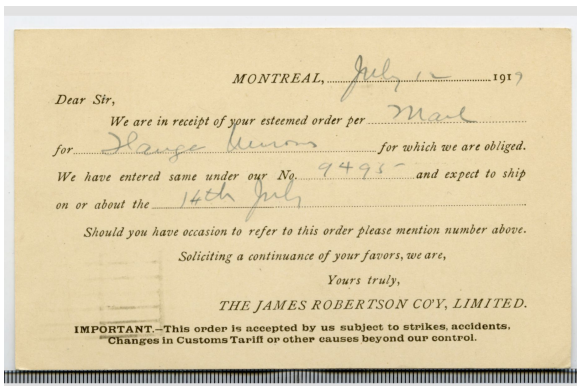 MONTREAL, July 12 1919
Dear Sir,
We are in receipt of your esteemed order per Mail
for Flange Unions for which we are obliged.
We have entered same under our No. 9495 and expect to ship
on or about the 14th July
Should you have occasion to refer to this order please mention number above.
Soliciting a continuance of your favors, we are,
Yours truly,
THE JAMES ROBERTSON CO'Y, LIMITED.
IMPORTANT.—This order is accepted by us subject to strikes, accidents,
Changes in Customs Tariff or other causes beyond our control.